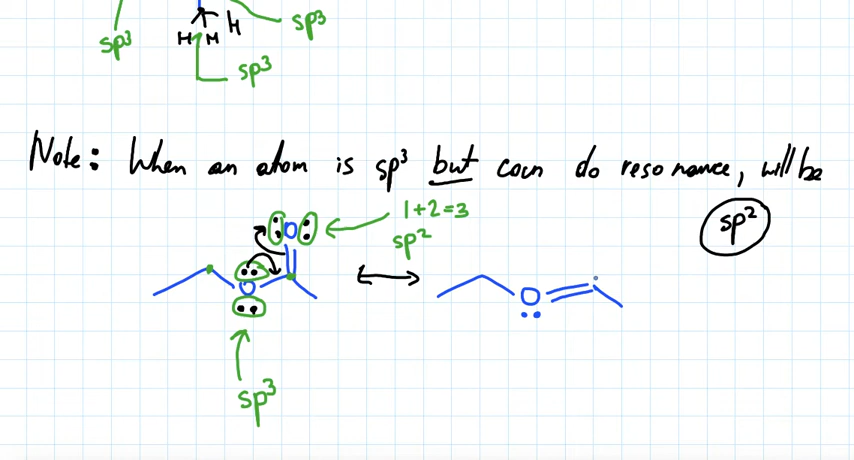 sp³
H H H
sp³
sp³
Note: When an atom is sp³ but can do resonance, will be
sp²
O
1+2=3
sp²
O
O
sp³